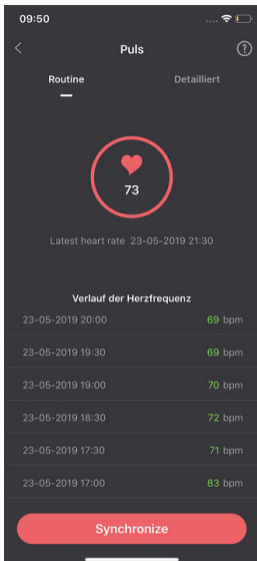 09:50
Puls
Routine Detailliert
73
Latest heart rate 23-05-2019 21:30
Verlauf der Herzfrequenz
23-05-2019 20:00 69 bpm
23-05-2019 19:30 69 bpm
23-05-2019 19:00 70 bpm
23-05-2019 18:30 72 bpm
23-05-2019 17:30 71 bpm
23-05-2019 17:00 83 bpm
Synchronize